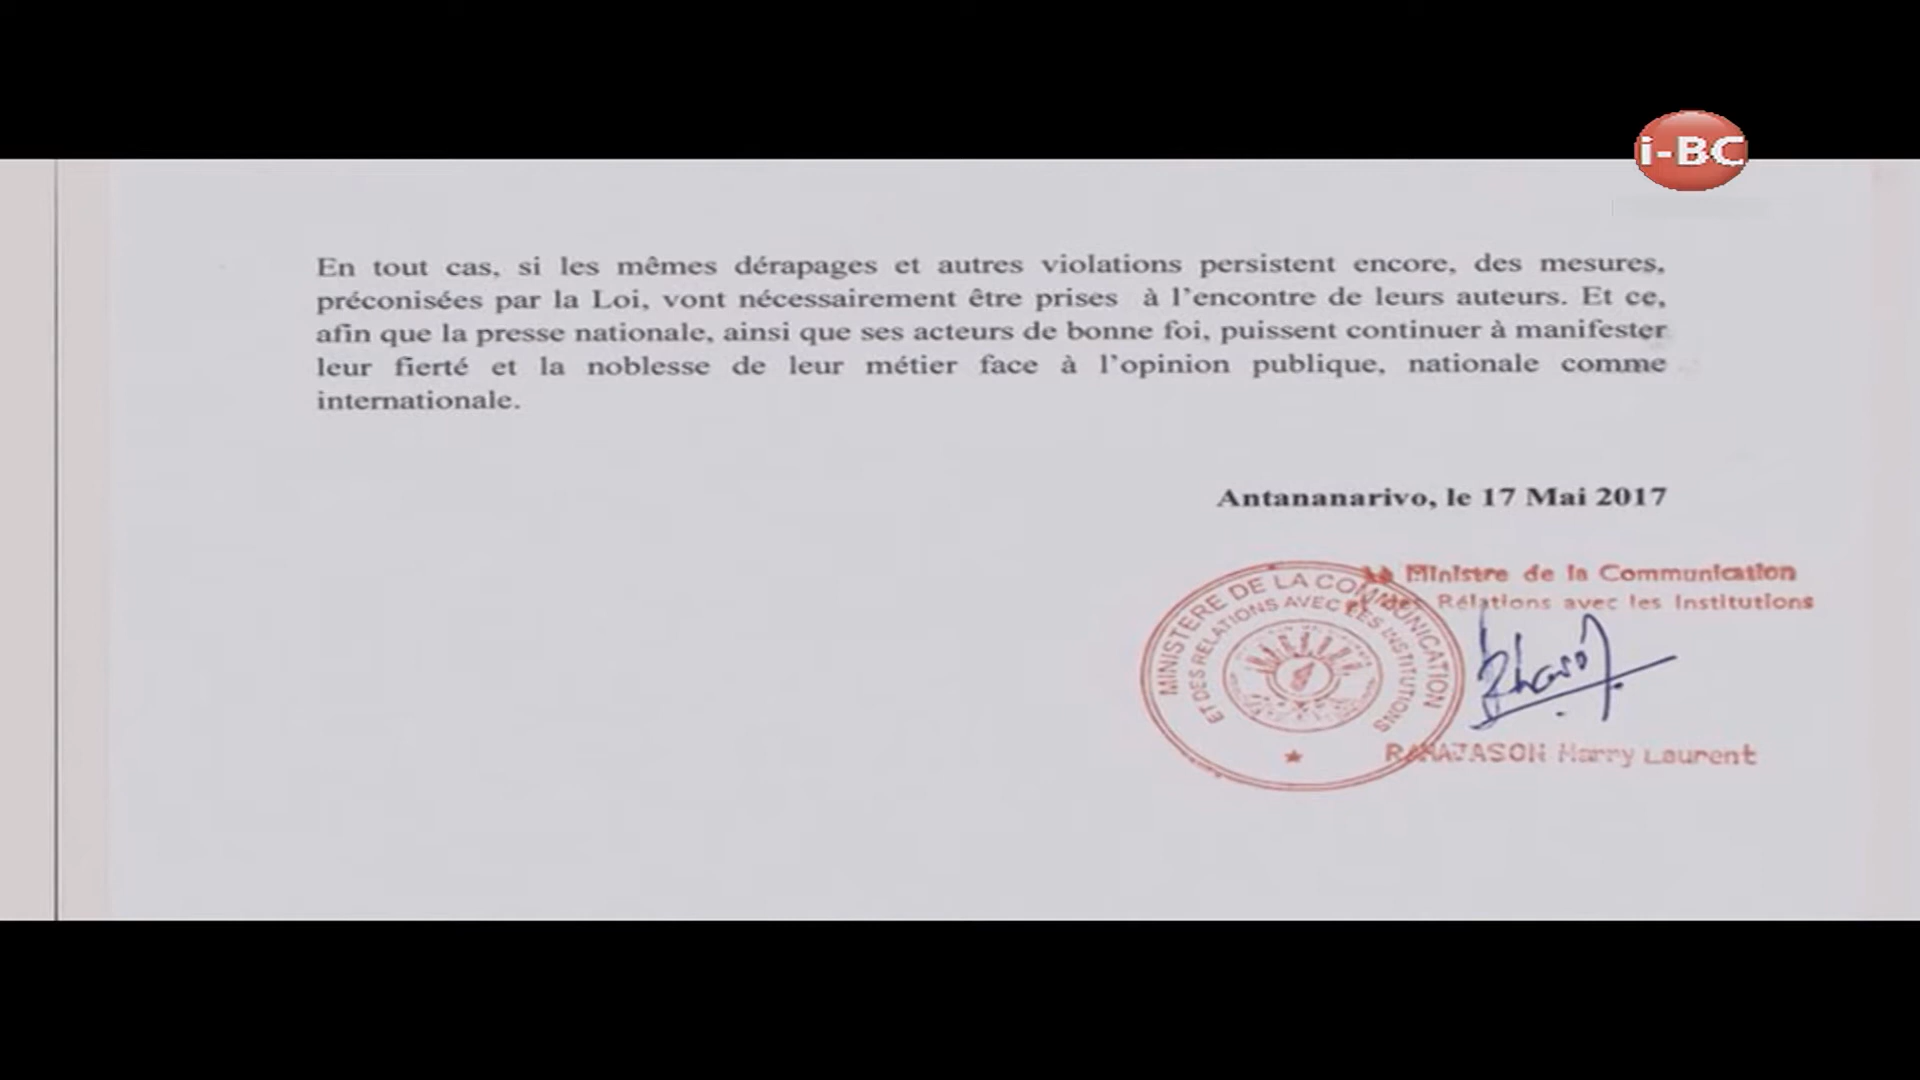 i-BC
En tout cas, si les mêmes dérapages et autres violations persistent encore, des mesures,
préconisées par la Loi, vont nécessairement être prises à l'encontre de leurs auteurs. Et ce,
afin que la presse nationale, ainsi que ses acteurs de bonne foi, puissent continuer à manifester
leur fierté et la noblesse de leur métier face à l'opinion publique, nationale comme
internationale.
Antananarivo, le 17 Mai 2017
Ministre de la Communication
Rélations avec les Institutions
MINISTERE DE LA COMMUNICATION
ET DES RELATIONS AVEC LES INSTITUTIONS
Harry Laurent